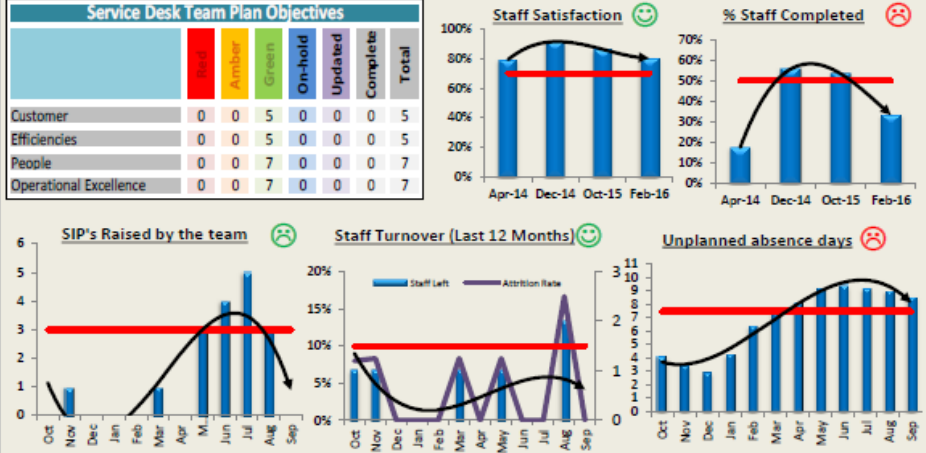 Service Desk Team Plan Objectives
Red Amber Green On-hold Updated Complete Total
Customer 0 0 5 0 0 0 5
Efficiencies 0 0 5 0 0 0 5
People 0 0 7 0 0 0 7
Operational Excellence 0 0 7 0 0 0 7
Staff Satisfaction
100%
80%
60%
40%
20%
0%
Apr-14 Dec-14 Oct-15 Feb-16
% Staff Completed
70%
60%
50%
40%
30%
20%
10%
0%
Apr-14 Dec-14 Oct-15 Feb-16
SIP's Raised by the team
6
5
4
3
2
1
0
Oct Nov Dec Jan Feb Mar Apr M... Jun Jul Aug Sep
Staff Turnover (Last 12 Months)
Staff Left Attrition Rate
20% 3
15%
2
10%
1
5%
0% 0
Oct Nov Dec Jan Feb Mar Apr May Jun Jul Aug Sep
Unplanned absence days
11
10
9
8
7
6
5
4
3
2
1
0
Oct Nov Dec Jan Feb Mar Apr May Jun Jul Aug Sep